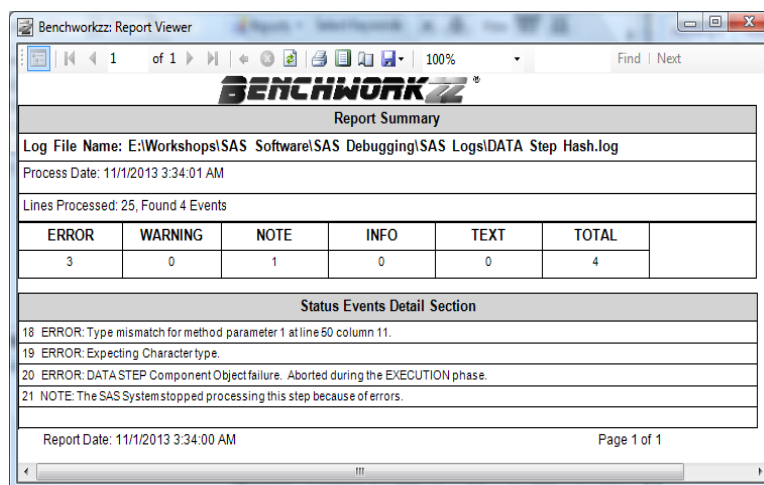 Benchworkzz: Report Viewer
1 of 1 100% Find | Next
BENCHWORKZZ ®
Report Summary
Log File Name: E:\Workshops\SAS Software\SAS Debugging\SAS Logs\DATA Step Hash.log
Process Date: 11/1/2013 3:34:01 AM
Lines Processed: 25, Found 4 Events
ERROR WARNING NOTE INFO TEXT TOTAL
3 0 1 0 0 4
Status Events Detail Section
18 ERROR: Type mismatch for method parameter 1 at line 50 column 11.
19 ERROR: Expecting Character type.
20 ERROR: DATA STEP Component Object failure. Aborted during the EXECUTION phase.
21 NOTE: The SAS System stopped processing this step because of errors.
Report Date: 11/1/2013 3:34:00 AM Page 1 of 1